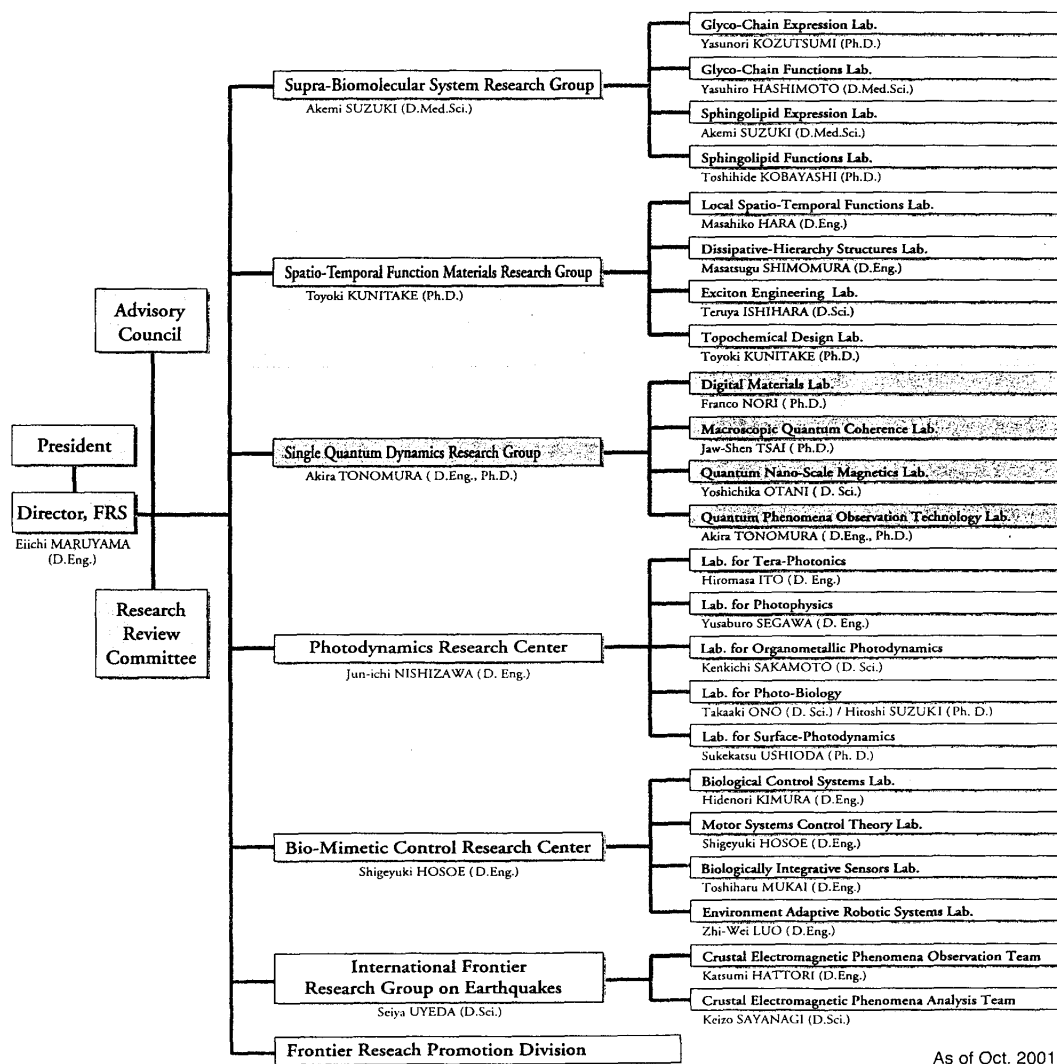 President
Director, FRS
Eiichi MARUYAMA
(D.Eng.)
Advisory
Council
Research
Review
Committee
Supra-Biomolecular System Research Group
Akemi SUZUKI (D.Med.Sci.)
Glyco-Chain Expression Lab.
Yasunori KOZUTSUMI (Ph.D.)
Glyco-Chain Functions Lab.
Yasuhiro HASHIMOTO (D.Med.Sci.)
Sphingolipid Expression Lab.
Akemi SUZUKI (D.Med.Sci.)
Sphingolipid Functions Lab.
Toshihide KOBAYASHI (Ph.D.)
Spatio-Temporal Function Materials Research Group
Toyoki KUNITAKE (Ph.D.)
Local Spatio-Temporal Functions Lab.
Masahiko HARA (D.Eng.)
Dissipative-Hierarchy Structures Lab.
Masatsugu SHIMOMURA (D.Eng.)
Exciton Engineering Lab.
Teruya ISHIHARA (D.Sci.)
Topochemical Design Lab.
Toyoki KUNITAKE (Ph.D.)
Single Quantum Dynamics Research Group
Akira TONOMURA ( D.Eng., Ph.D.)
Digital Materials Lab.
Franco NORI ( Ph.D.)
Macroscopic Quantum Coherence Lab.
Jaw-Shen TSAI ( Ph.D.)
Quantum Nano-Scale Magnetics Lab.
Yoshichika OTANI ( D. Sci.)
Quantum Phenomena Observation Technology Lab.
Akira TONOMURA ( D.Eng., Ph.D.)
Photodynamics Research Center
Jun-ichi NISHIZAWA ( D. Eng.)
Lab. for Tera-Photonics
Hiromasa ITO ( D. Eng.)
Lab. for Photophysics
Yusaburo SEGAWA ( D. Eng.)
Lab. for Organometallic Photodynamics
Kenkichi SAKAMOTO ( D. Sci.)
Lab. for Photo-Biology
Takaaki ONO ( D. Sci.) / Hitoshi SUZUKI ( Ph. D.)
Lab. for Surface-Photodynamics
Sukekatsu USHIODA ( Ph. D.)
Bio-Mimetic Control Research Center
Shigeyuki HOSOE ( D.Eng.)
Biological Control Systems Lab.
Hidenori KIMURA ( D.Eng.)
Motor Systems Control Theory Lab.
Shigeyuki HOSOE ( D.Eng.)
Biologically Integrative Sensors Lab.
Toshiharu MUKAI ( D.Eng.)
Environment Adaptive Robotic Systems Lab.
Zhi-Wei LUO ( D.Eng.)
International Frontier
Research Group on Earthquakes
Seiya UYEDA ( D.Sci.)
Crustal Electromagnetic Phenomena Observation Team
Katsumi HATTORI ( D.Eng.)
Crustal Electromagnetic Phenomena Analysis Team
Keizo SAYANAGI ( D.Sci.)
Frontier Reseach Promotion Division
As of Oct. 2001